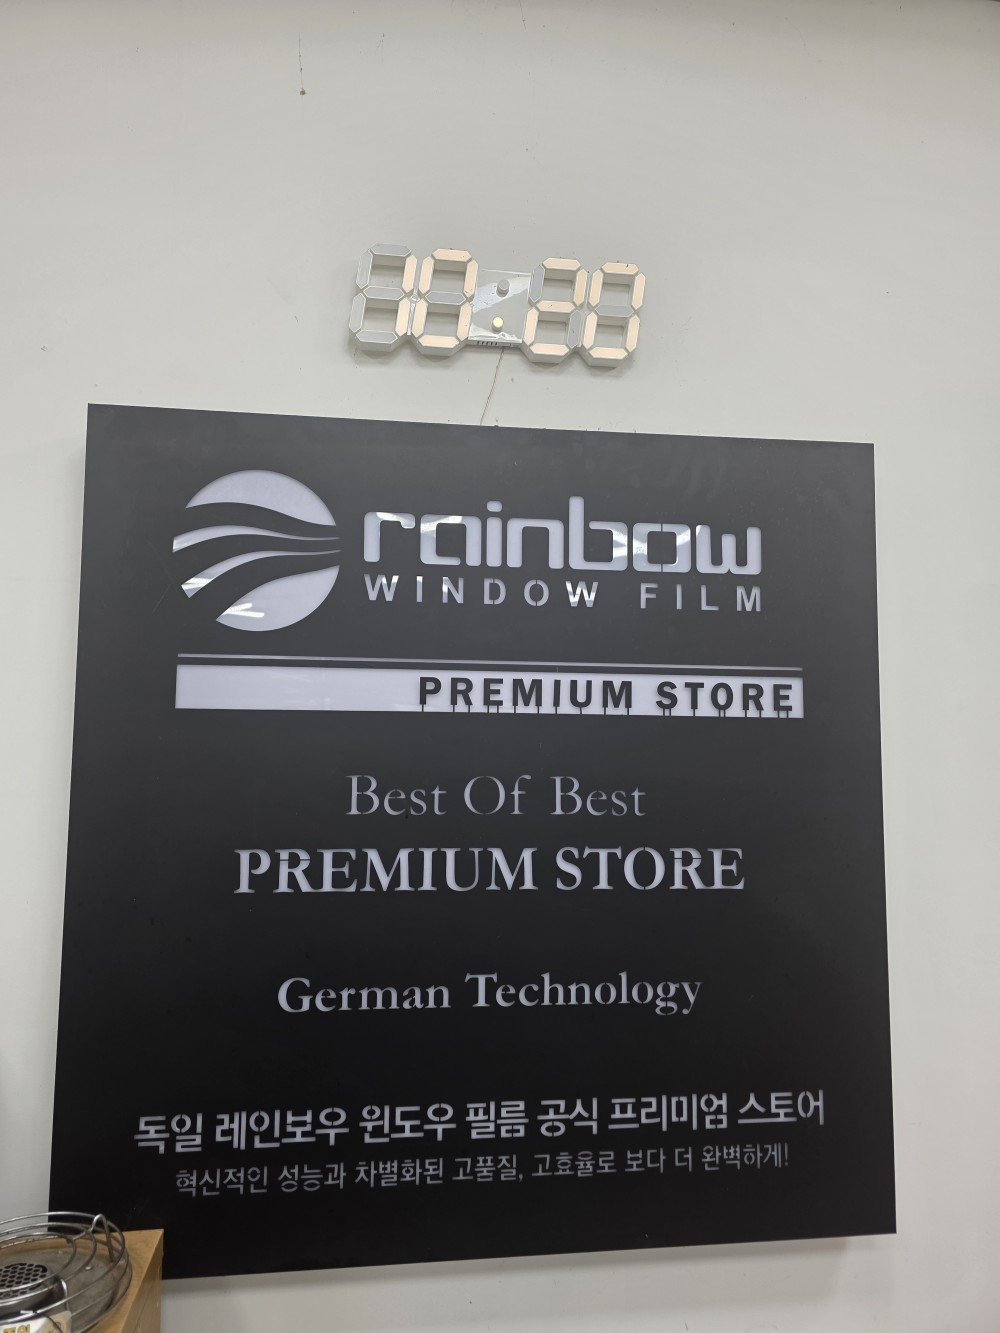 10:20
rainbow
WINDOW FILM
PREMIUM STORE
Best Of Best
PREMIUM STORE
German Technology
독일 레인보우 윈도우 필름 공식 프리미엄 스토어
혁신적인 성능과 차별화된 고품질, 고효율로 보다 더 완벽하게!